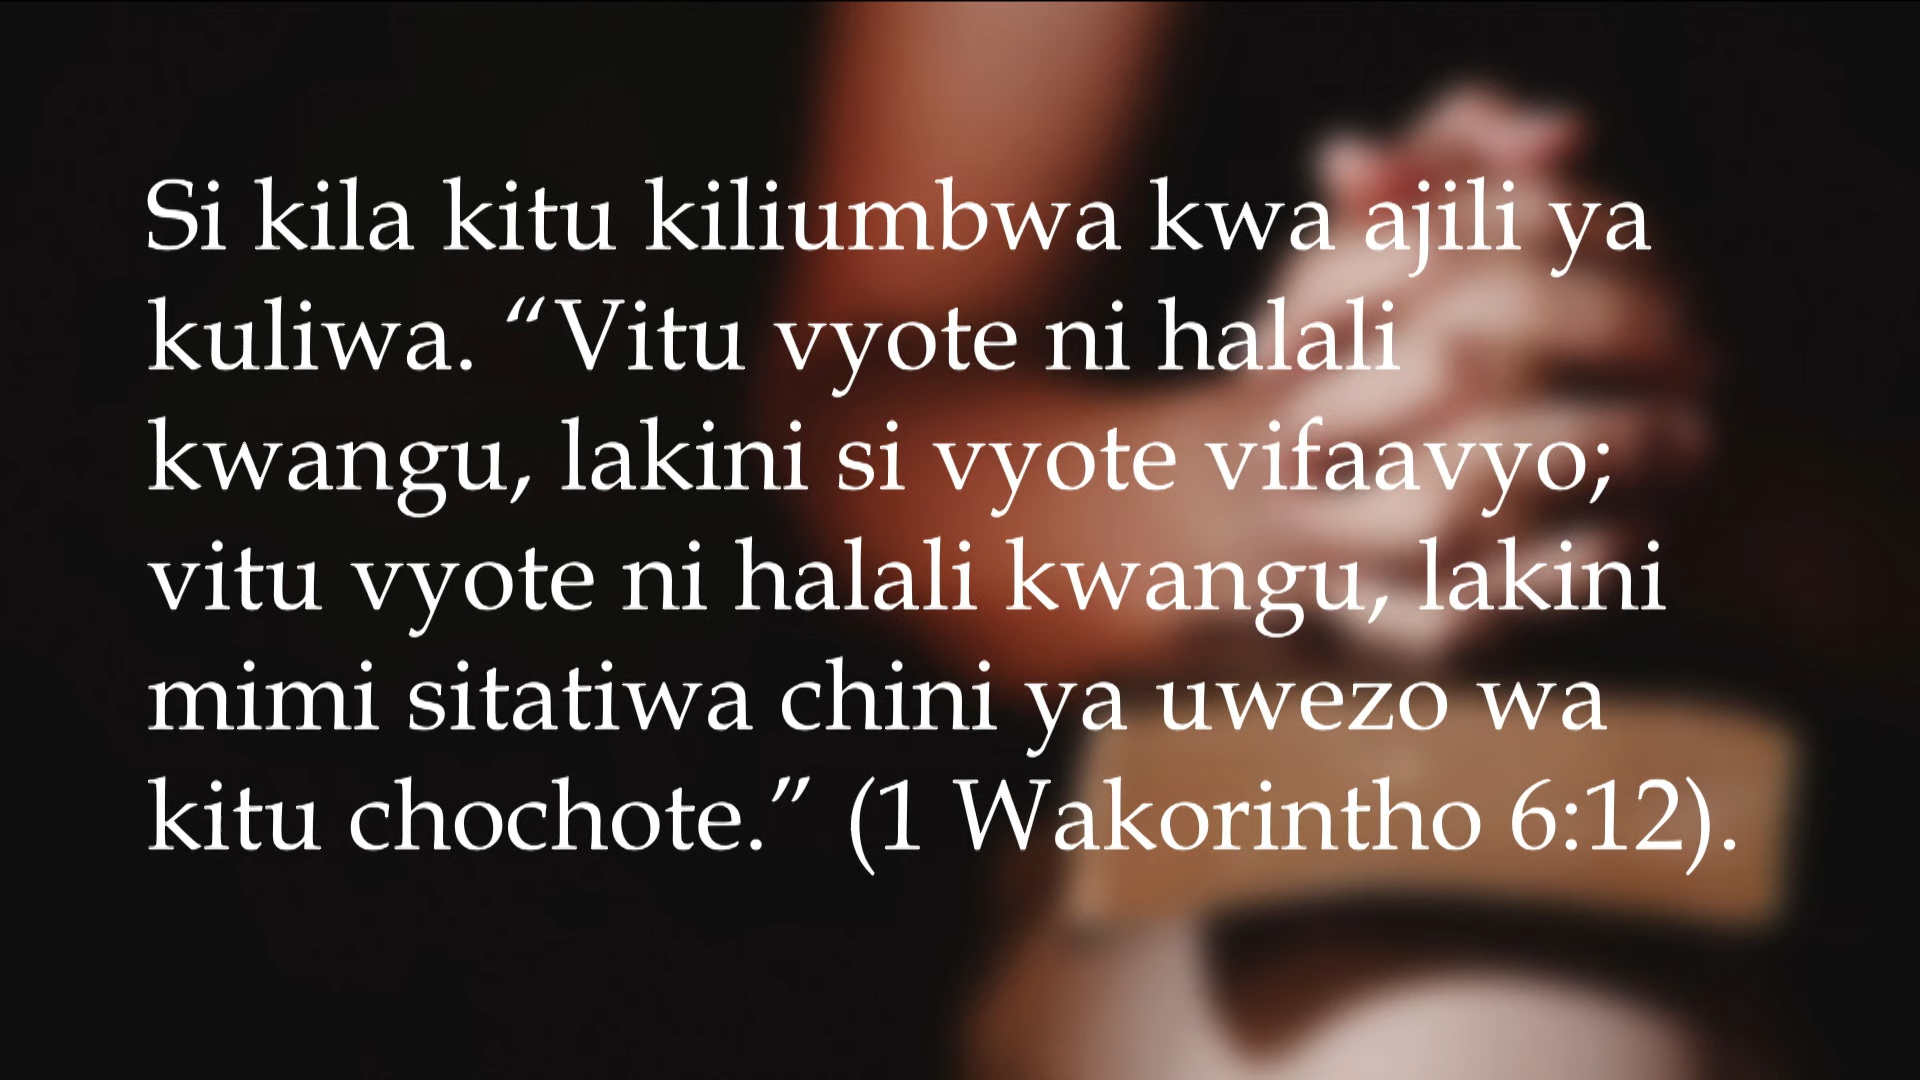 Si kila kitu kiliumbwa kwa ajili ya
kuliwa. “Vitu vyote ni halali
kwangu, lakini si vyote vifaavyo;
vitu vyote ni halali kwangu, lakini
mimi sitatiwa chini ya uwezo wa
kitu chochote.” (1 Wakorintho 6:12).